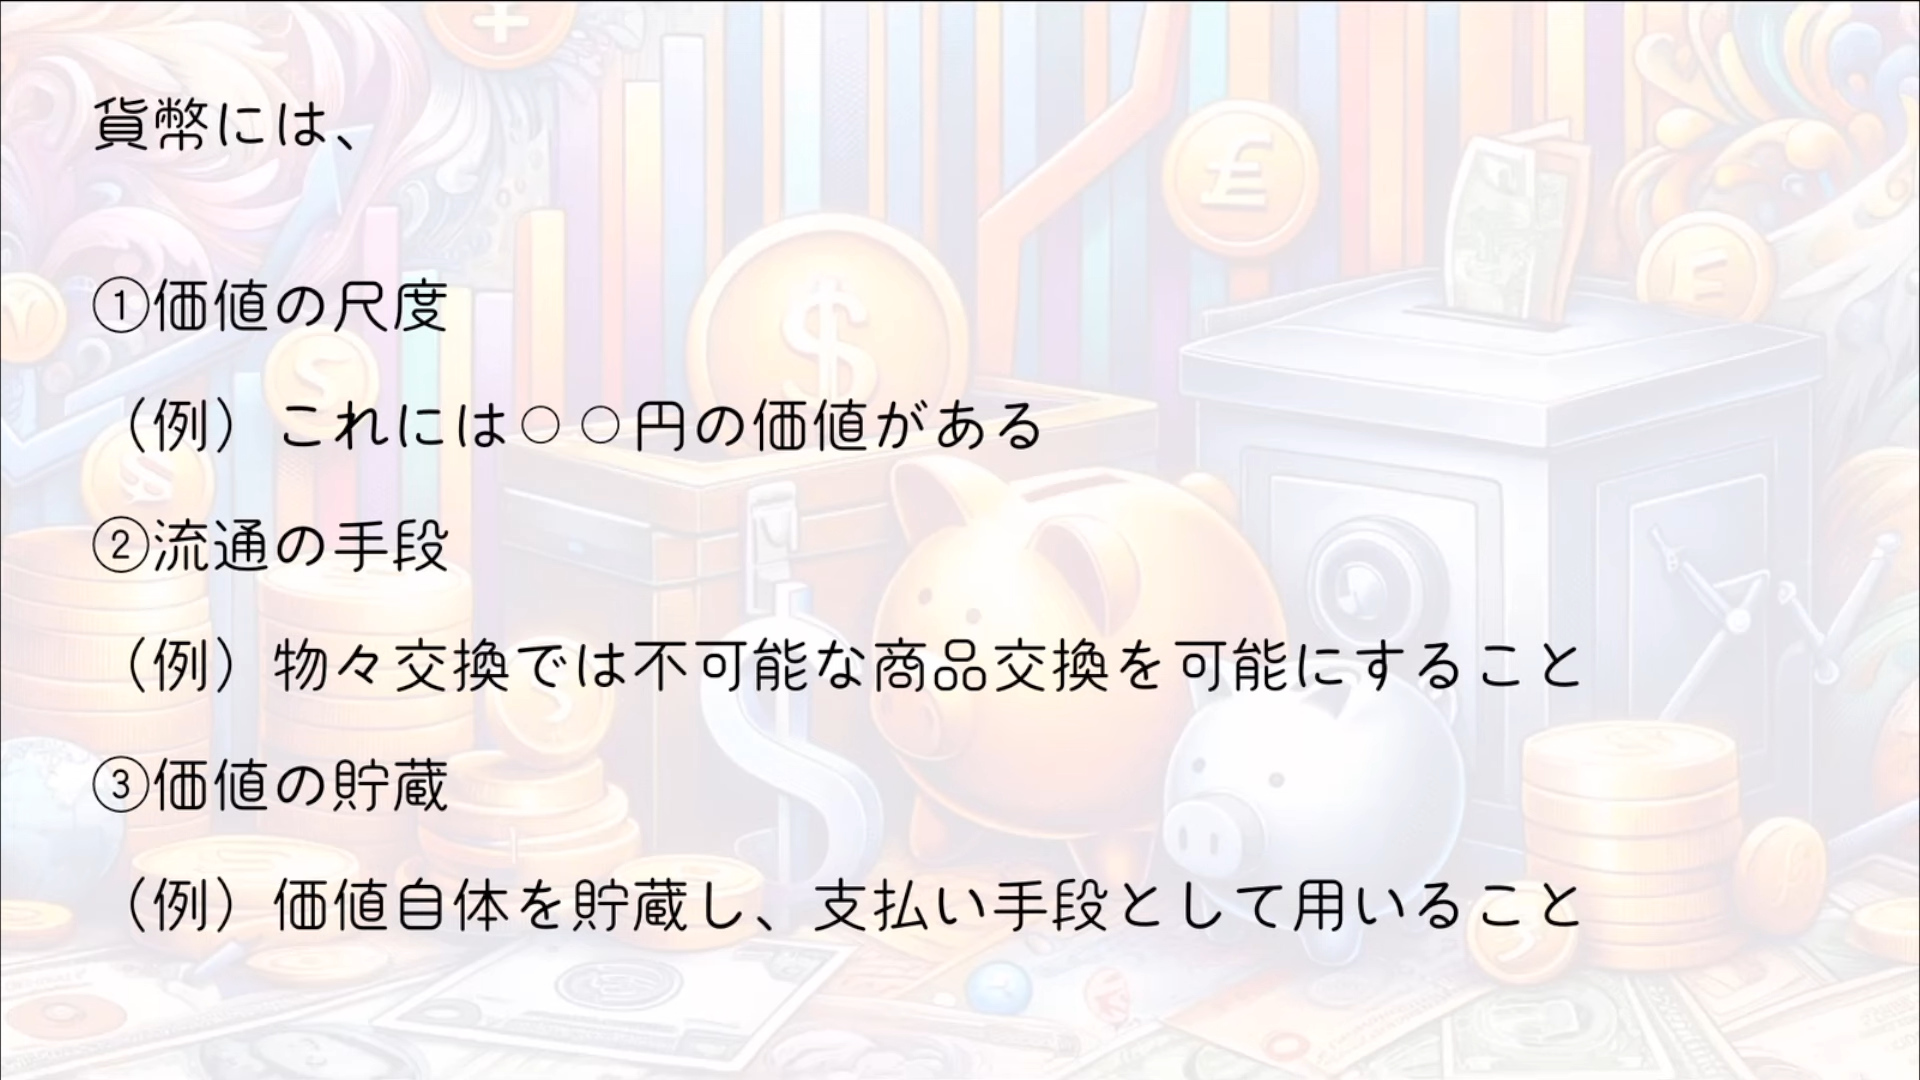 貨幣には、
①価値の尺度
（例）これには○○円の価値がある
②流通の手段
（例）物々交換では不可能な商品交換を可能にすること
③価値の貯蔵
（例）価値自体を貯蔵し、支払い手段として用いること